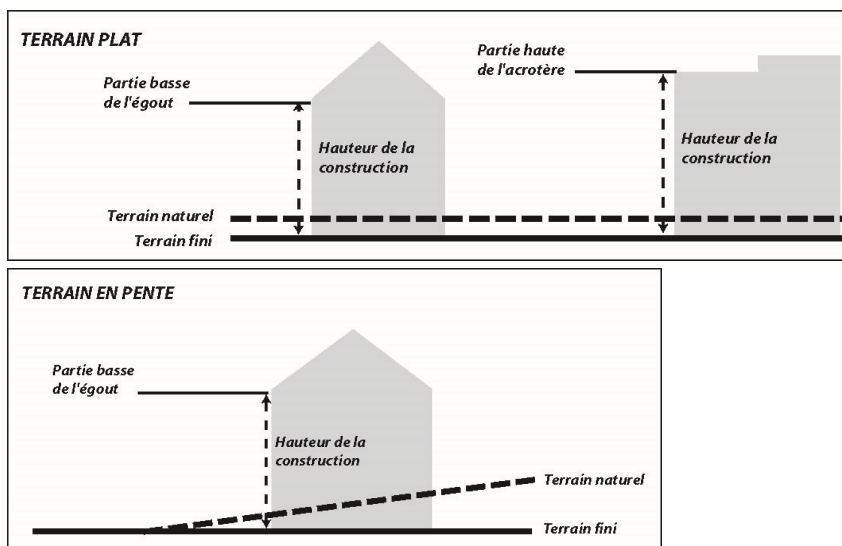 TERRAIN PLAT
Partie basse
de l'égout
Partie haute
de l'acrotère
Hauteur de la
construction
Hauteur de la
construction
Terrain naturel
Terrain fini
TERRAIN EN PENTE
Partie basse
de l'égout
Hauteur de la
construction
Terrain naturel
Terrain fini